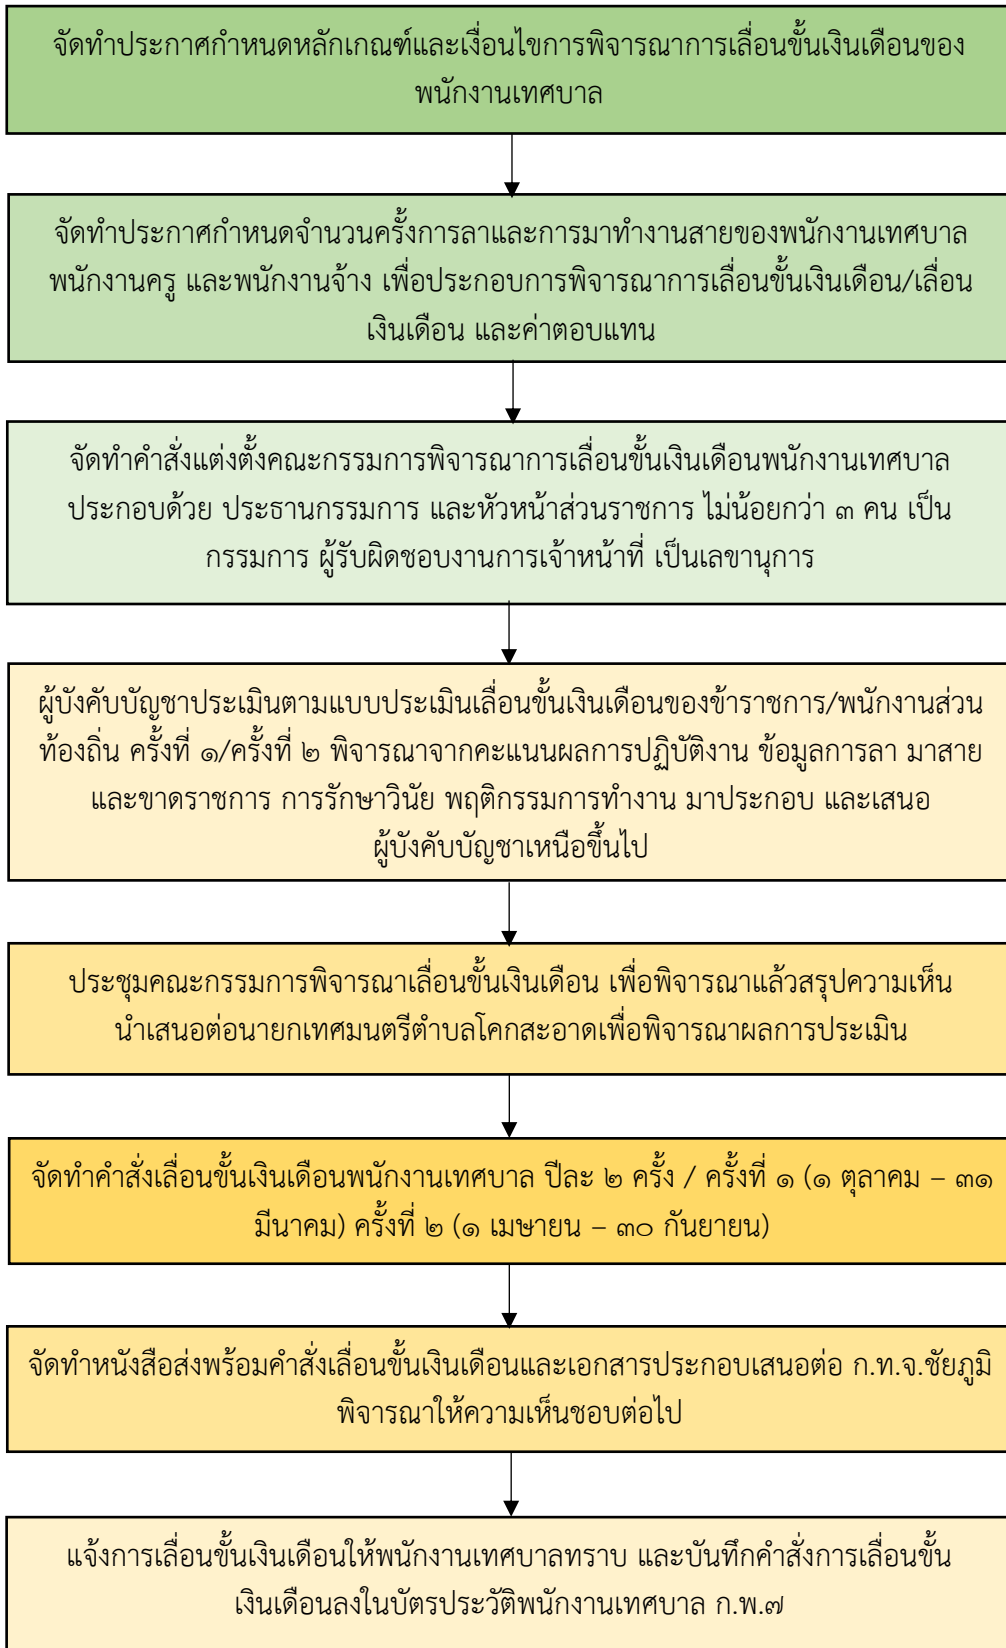 จัดทำประกาศกำหนดหลักเกณฑ์และเงื่อนไขการพิจารณาการเลื่อนขั้นเงินเดือนของ
พนักงานเทศบาล
จัดทำประกาศกำหนดจำนวนครั้งการลาและการมาทำงานสายของพนักงานเทศบาล
พนักงานครู และพนักงานจ้าง เพื่อประกอบการพิจารณาการเลื่อนขั้นเงินเดือน/เลื่อน
เงินเดือน และค่าตอบแทน
จัดทำคำสั่งแต่งตั้งคณะกรรมการพิจารณาการเลื่อนขั้นเงินเดือนพนักงานเทศบาล
ประกอบด้วย ประธานกรรมการ และหัวหน้าส่วนราชการ ไม่น้อยกว่า ๓ คน เป็น
กรรมการ ผู้รับผิดชอบงานการเจ้าหน้าที่ เป็นเลขานุการ
ผู้บังคับบัญชาประเมินตามแบบประเมินเลื่อนขั้นเงินเดือนของข้าราชการ/พนักงานส่วน
ท้องถิ่น ครั้งที่ ๑/ครั้งที่ ๒ พิจารณาจากคะแนนผลการปฏิบัติงาน ข้อมูลการลา มาสาย
และขาดราชการ การรักษาวินัย พฤติกรรมการทำงาน มาประกอบ และเสนอ
ผู้บังคับบัญชาเหนือขึ้นไป
ประชุมคณะกรรมการพิจารณาเลื่อนขั้นเงินเดือน เพื่อพิจารณาแล้วสรุปความเห็น
นำเสนอต่อนายกเทศมนตรีตำบลโคกสะอาดเพื่อพิจารณาผลการประเมิน
จัดทำคำสั่งเลื่อนขั้นเงินเดือนพนักงานเทศบาล ปีละ ๒ ครั้ง / ครั้งที่ ๑ (๑ ตุลาคม – ๓๑
มีนาคม) ครั้งที่ ๒ (๑ เมษายน – ๓๐ กันยายน)
จัดทำหนังสือส่งพร้อมคำสั่งเลื่อนขั้นเงินเดือนและเอกสารประกอบเสนอต่อ ก.ท.จ.ชัยภูมิ
พิจารณาให้ความเห็นชอบต่อไป
แจ้งการเลื่อนขั้นเงินเดือนให้พนักงานเทศบาลทราบ และบันทึกคำสั่งการเลื่อนขั้น
เงินเดือนลงในบัตรประวัติพนักงานเทศบาล ก.พ.๗